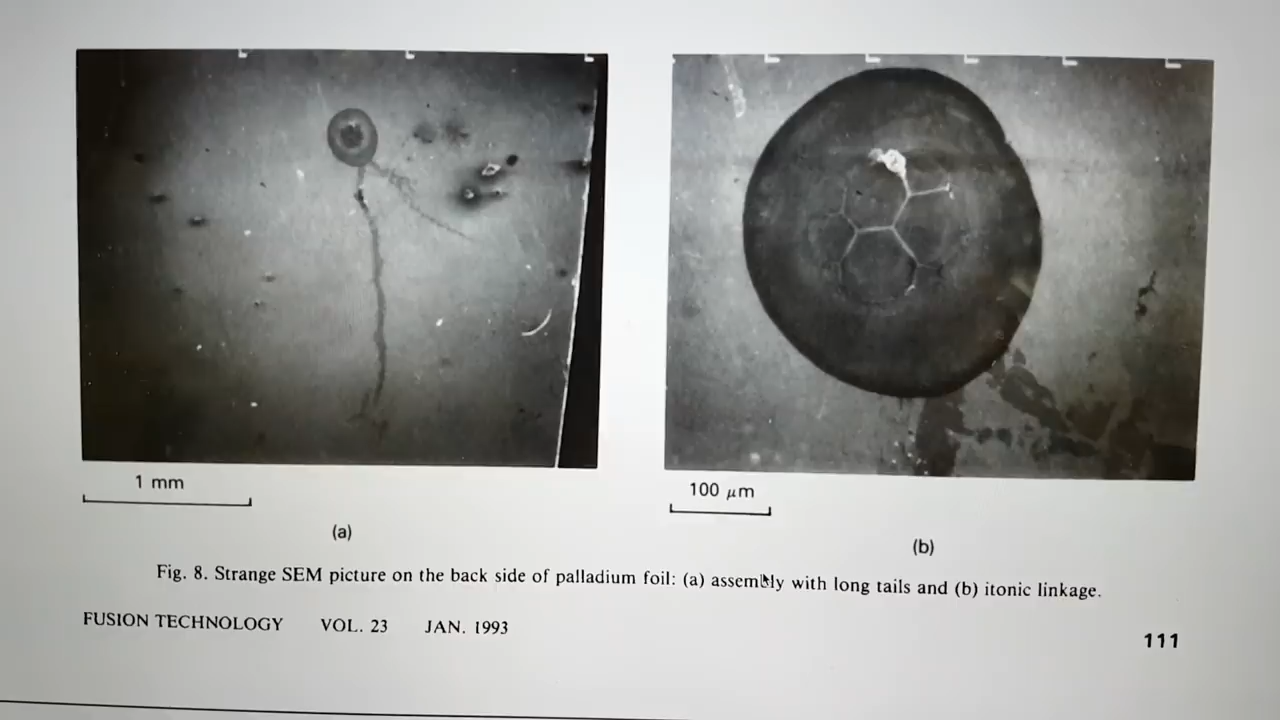 1 mm
100 μm
(a)
(b)
Fig. 8. Strange SEM picture on the back side of palladium foil: (a) assembly with long tails and (b) itonic linkage.
FUSION TECHNOLOGY VOL. 23 JAN. 1993
111